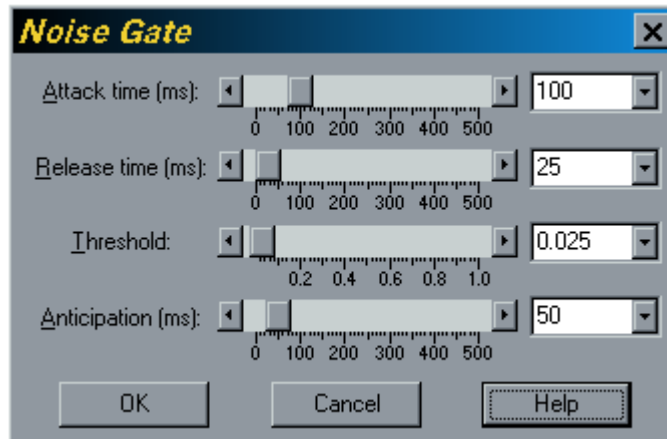 Noise Gate
Attack time (ms):
100
0 100 200 300 400 500
Release time (ms):
25
0 100 200 300 400 500
Threshold:
0.025
0.2 0.4 0.6 0.8 1.0
Anticipation (ms):
50
0 100 200 300 400 500
OK Cancel Help